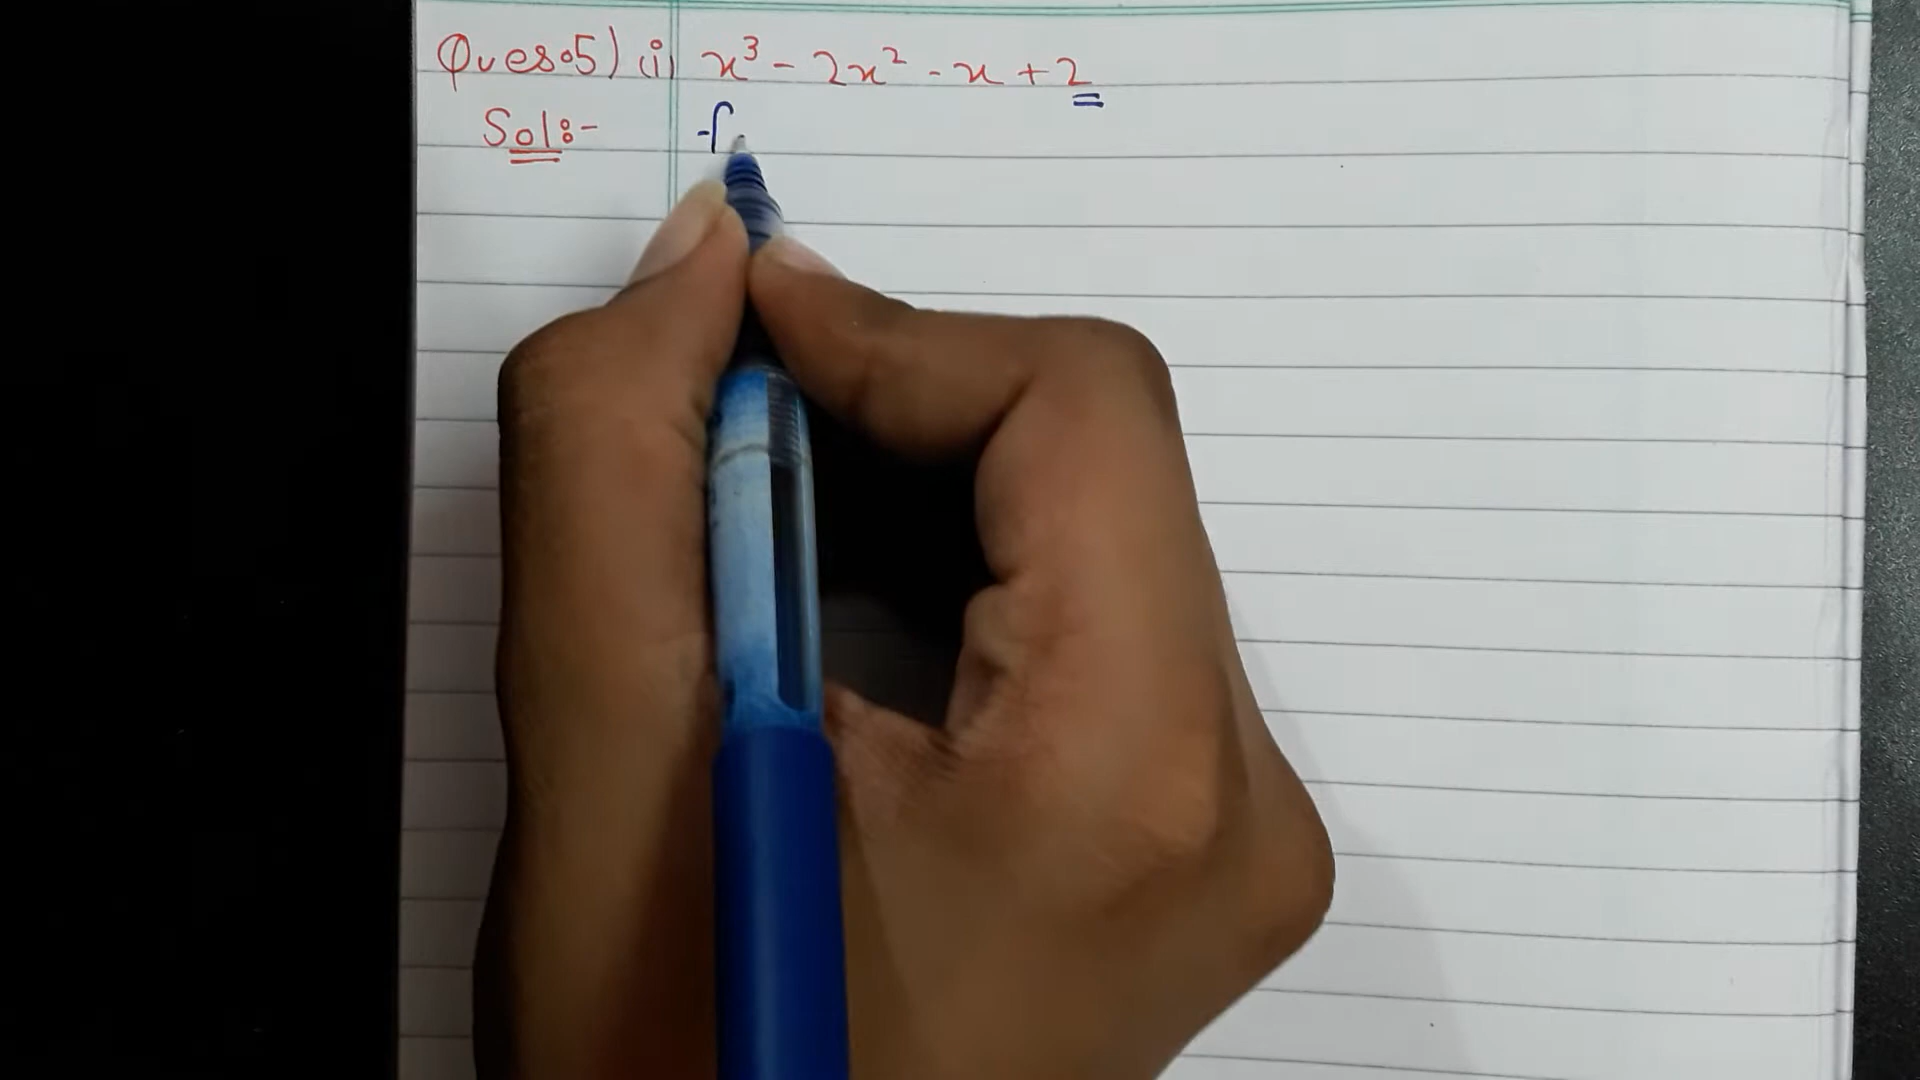 Ques.5) (i) x³ - 2x² - x + 2
Sol:- f